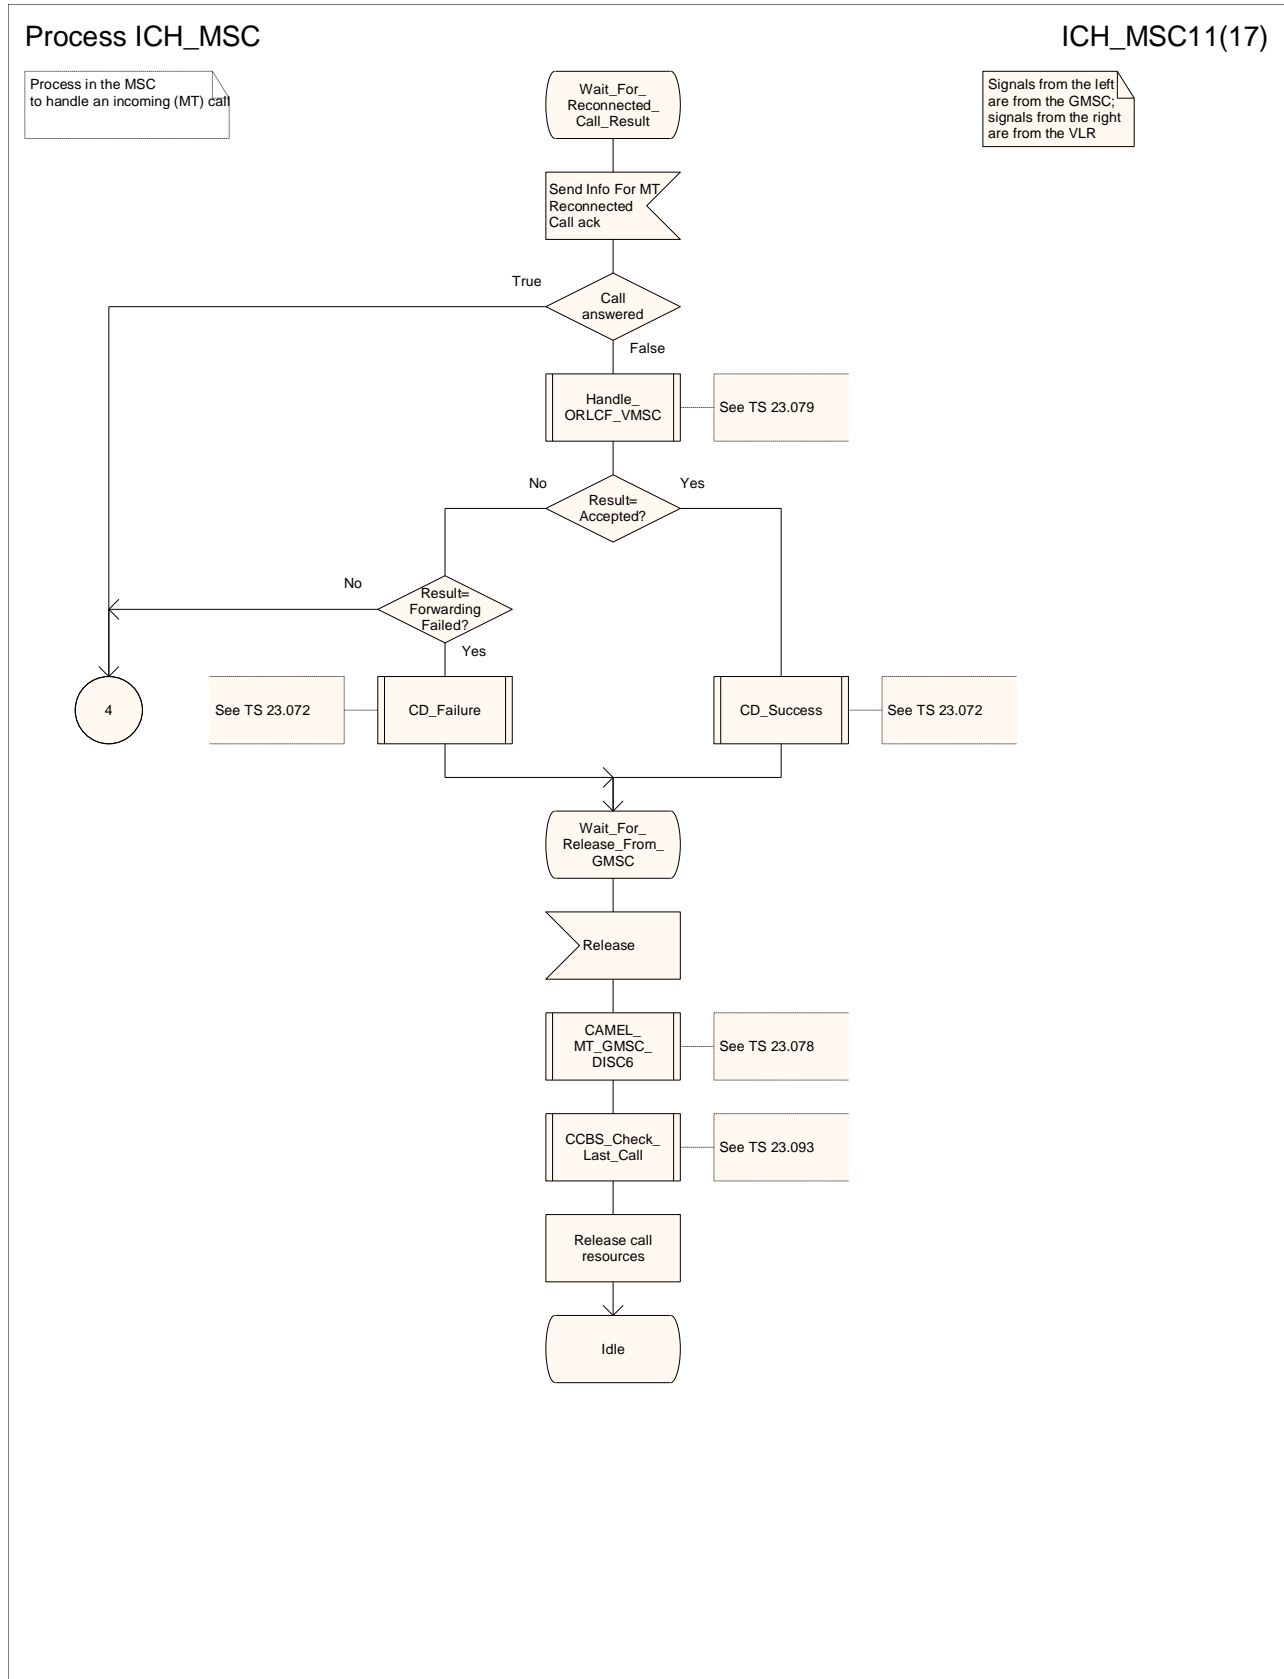 Process ICH_MSC
ICH_MSC11(17)
Process in the MSC
to handle an incoming (MT) call
Signals from the left
are from the GMSC;
signals from the right
are from the VLR
Wait_For_
Reconnected_
Call_Result
Send Info For MT
Reconnected
Call ack
True
Call
answered
False
Handle_
ORLCF_VMSC
See TS 23.079
No
Yes
Result=
Accepted?
No
Result=
Forwarding
Failed?
Yes
4
See TS 23.072
CD_Failure
CD_Success
See TS 23.072
Wait_For_
Release_From_
GMSC
Release
CAMEL_
MT_GMSC_
DISC6
See TS 23.078
CCBS_Check_
Last_Call
See TS 23.093
Release call
resources
Idle